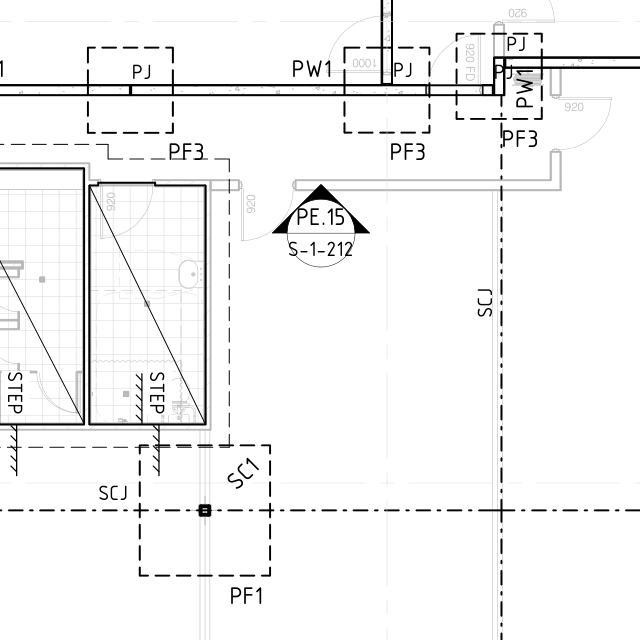 920
PJ
1
PJ
PW1
1000
PJ
920 FD
PJ
PW1
920
PF3
PF3
PF3
920
920
PE.15
S-1-212
SCJ
STEP
STEP
SC1
SCJ
PF1